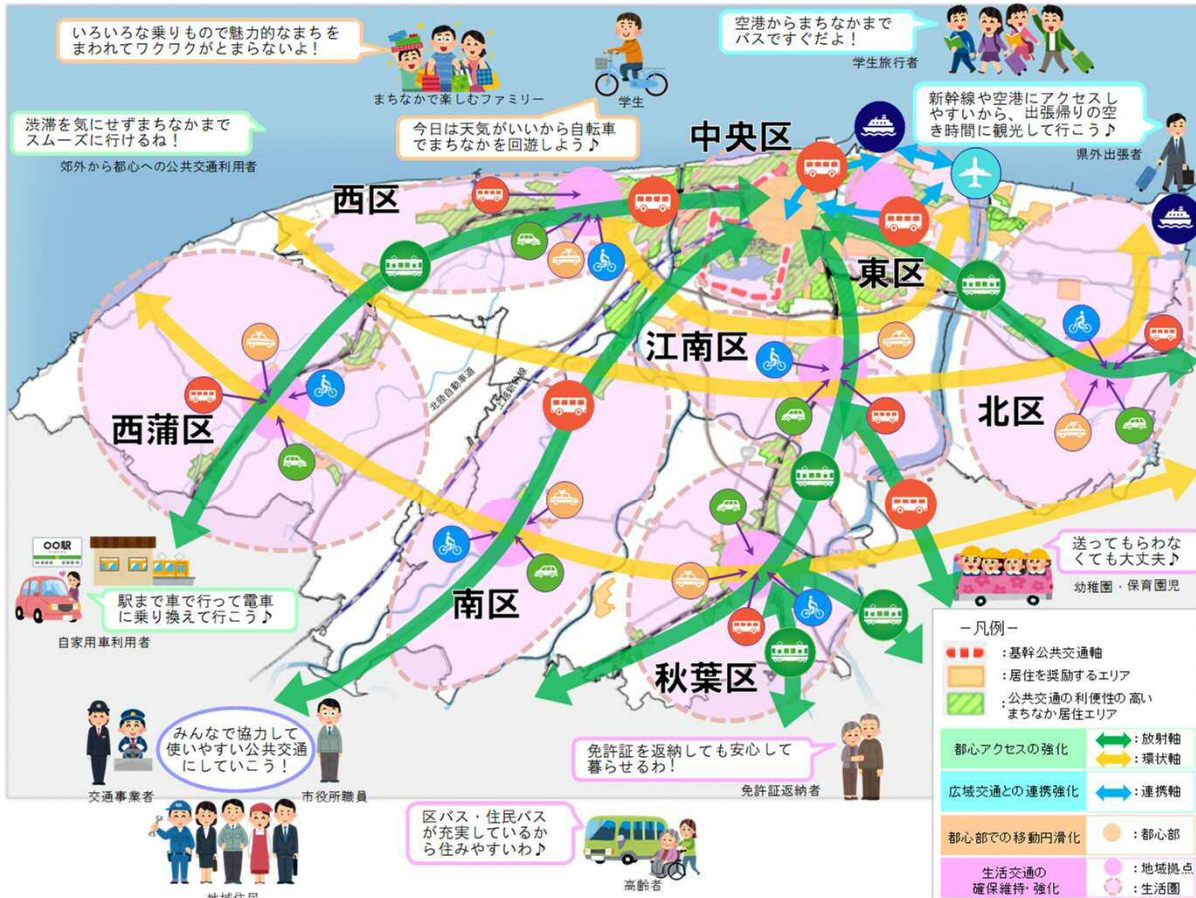 いろいろな乗りもので魅力的なまちを
まわれてワクワクがとまらないよ！
まちなかで楽しむファミリー
学生
空港からまちなかまで
バスですぐだよ！
学生旅行者
渋滞を気にせずまちなかまで
スムーズに行けるね！
郊外から都心への公共交通利用者
今日は天気がいいから自転車
でまちなかを回遊しよう♪
新幹線や空港にアクセスし
やすいから、出張帰りの空
き時間に観光して行こう♪
県外出張者
中央区
西区
東区
江南区
北区
西蒲区
北陸自動車道
上越新幹線
南区
秋葉区
〇〇駅
駅まで車で行って電車
に乗り換えて行こう♪
自家用車利用者
送ってもらわな
くても大丈夫♪
幼稚園・保育園児
みんなで協力して
使いやすい公共交通
にしていこう！
交通事業者
市役所職員
地域住民
免許証を返納しても安心して
暮らせるわ！
免許証返納者
区バス・住民バス
が充実しているか
ら住みやすいわ♪
高齢者
－凡例－
：基幹公共交通軸
：居住を奨励するエリア
：公共交通の利便性の高い
まちなか居住エリア
都心アクセスの強化
：放射軸
：環状軸
広域交通との連携強化
：連携軸
都心部での移動円滑化
：都心部
生活交通の
確保維持・強化
：地域拠点
：生活圏